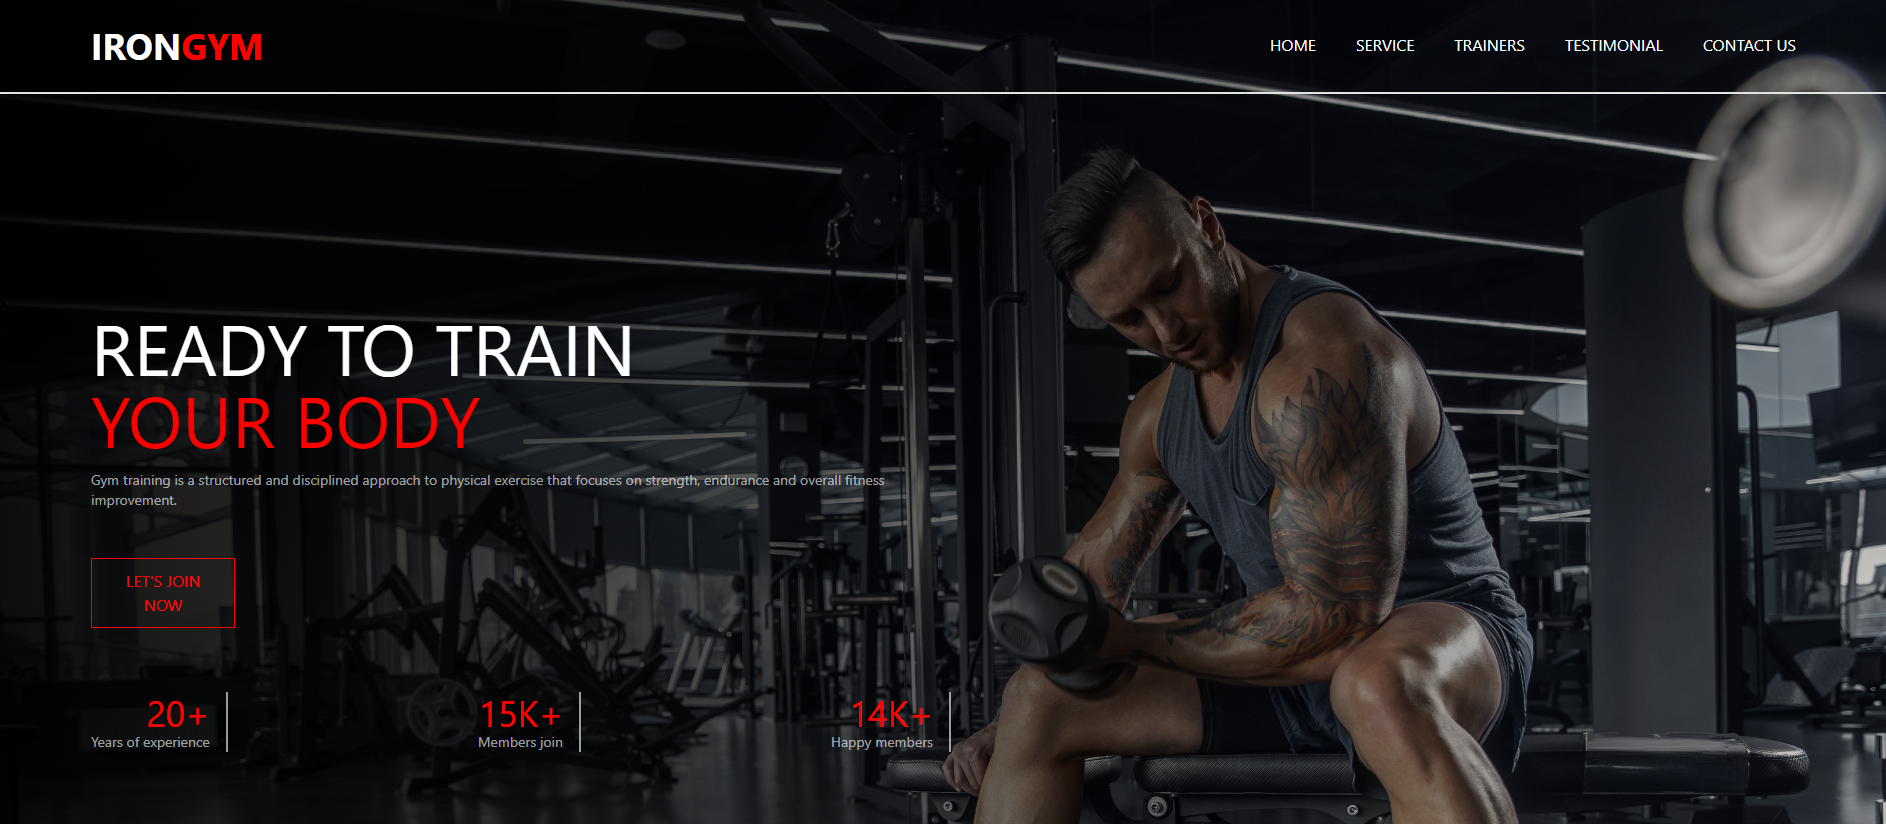 IRONGYM
HOME SERVICE TRAINERS TESTIMONIAL CONTACT US
READY TO TRAIN
YOUR BODY
Gym training is a structured and disciplined approach to physical exercise that focuses on strength, endurance and overall fitness
improvement.
LET'S JOIN
NOW
20+ 15K+ 14K+
Years of experience Members join Happy members